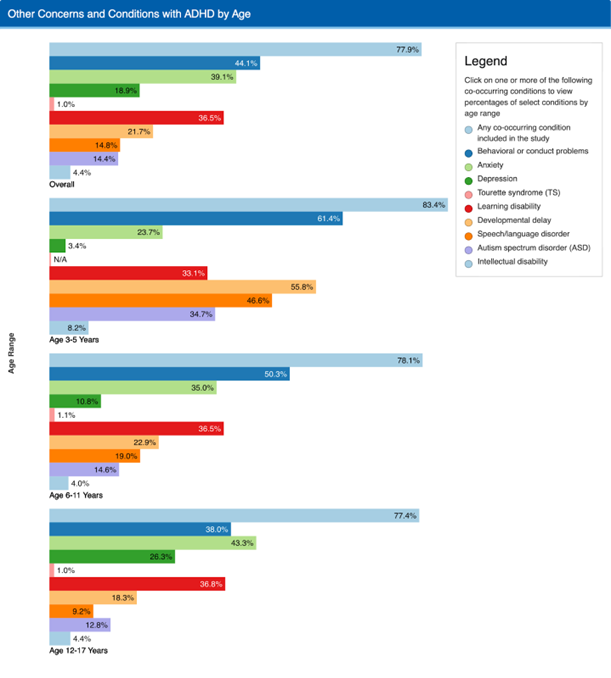 Other Concerns and Conditions with ADHD by Age
77.9%
44.1%
39.1%
18.9%
1.0%
36.5%
21.7%
14.8%
14.4%
4.4%
Overall
83.4%
61.4%
23.7%
3.4%
N/A
33.1%
55.8%
46.6%
34.7%
8.2%
Age 3-5 Years
Age Range
78.1%
50.3%
35.0%
10.8%
1.1%
36.5%
22.9%
19.0%
14.6%
4.0%
Age 6-11 Years
77.4%
38.0%
43.3%
26.3%
1.0%
36.8%
18.3%
9.2%
12.8%
4.4%
Age 12-17 Years
Legend
Click on one or more of the following
co-occurring conditions to view
percentages of select conditions by
age range
Any co-occurring condition
included in the study
Behavioral or conduct problems
Anxiety
Depression
Tourette syndrome (TS)
Learning disability
Developmental delay
Speech/language disorder
Autism spectrum disorder (ASD)
Intellectual disability